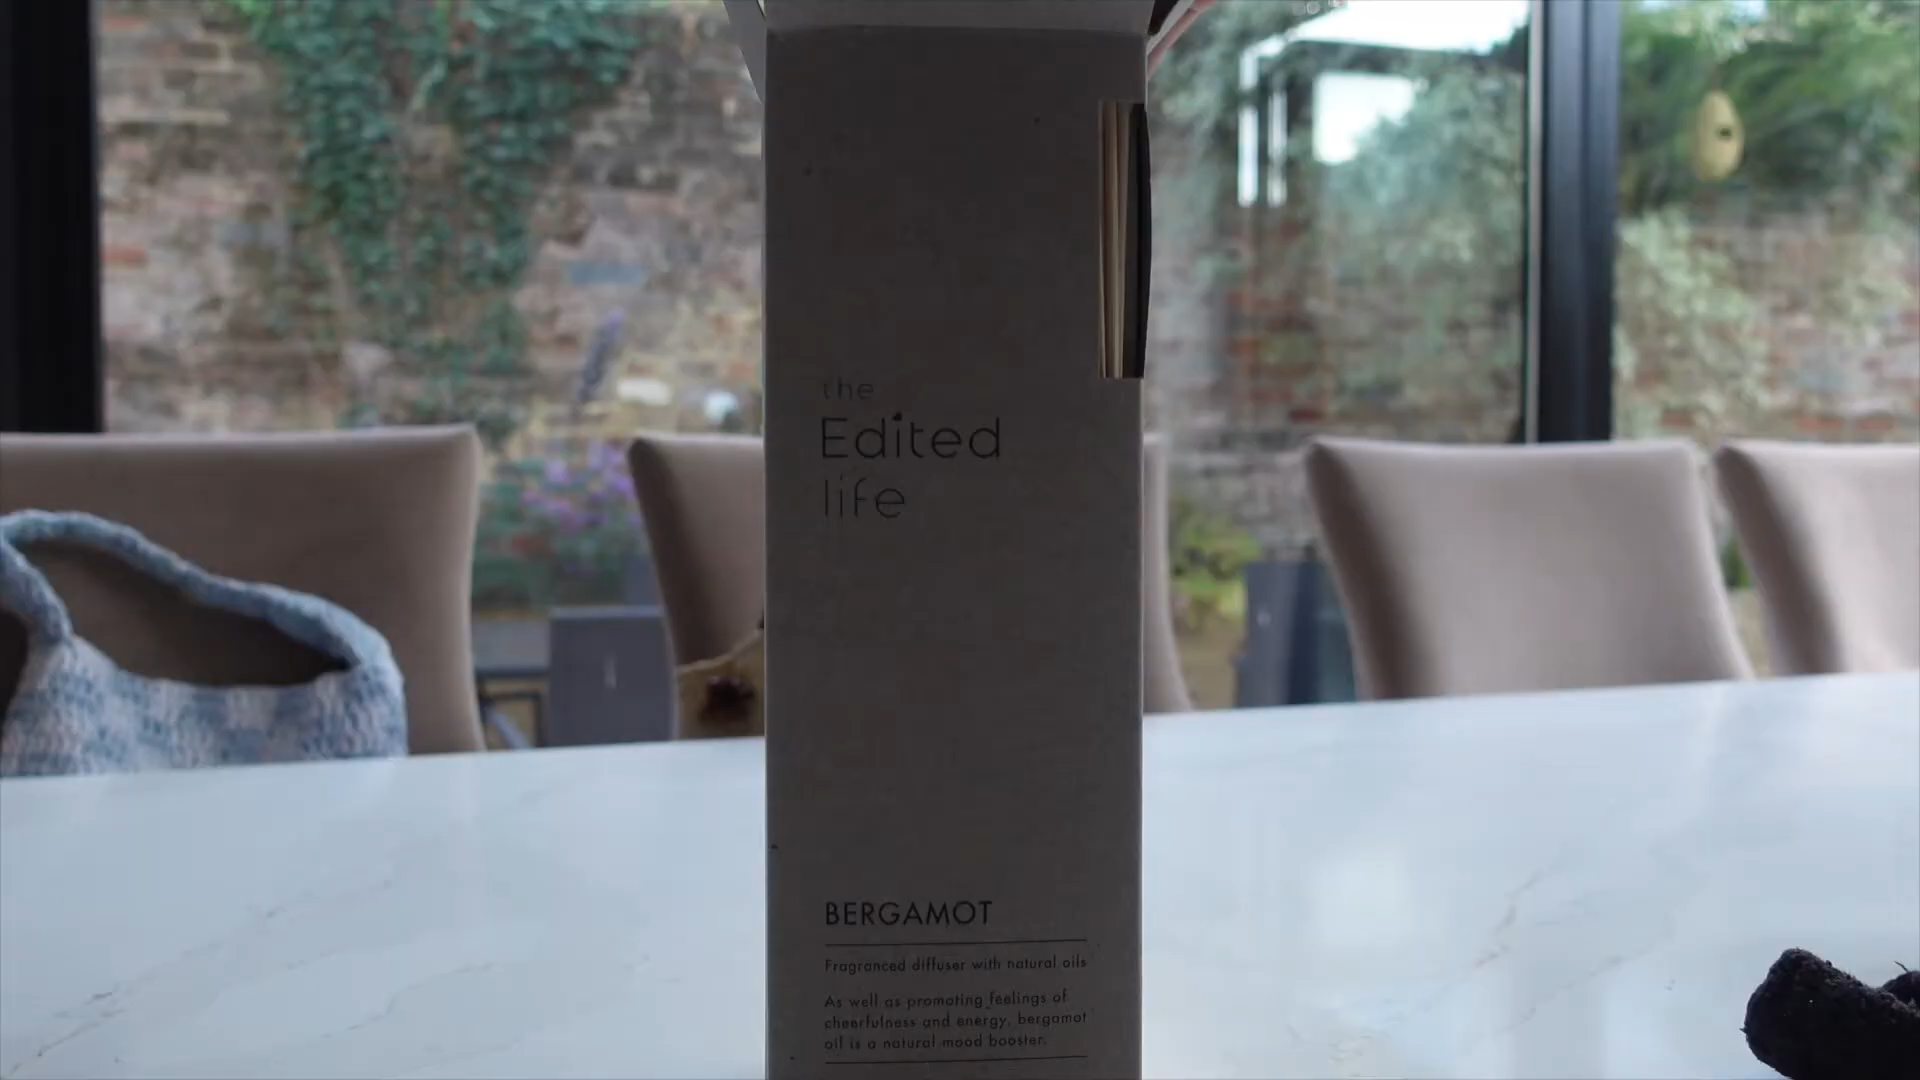 the
Edited
life
BERGAMOT
Fragranced diffuser with natural oils
As well as promoting feelings of
cheerfulness and energy, bergamot
oil is a natural mood booster.